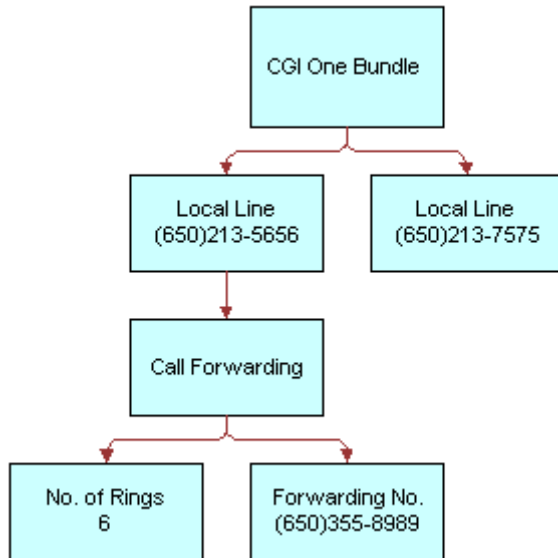 CGI One Bundle
Local Line
(650)213-5656
Local Line
(650)213-7575
Call Forwarding
No. of Rings
6
Forwarding No.
(650)355-8989